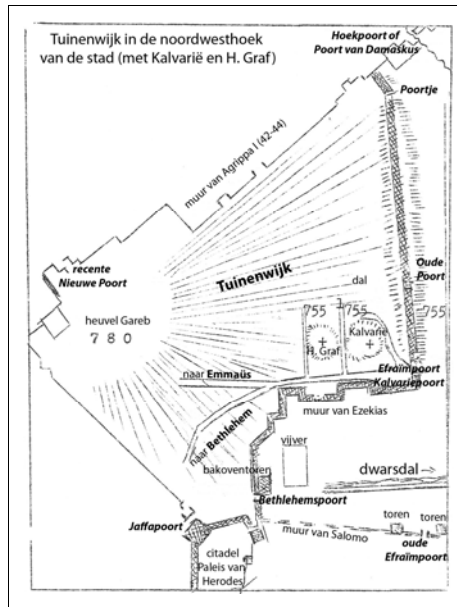 Tuinenwijk in de noordwesthoek
van de stad (met Kalvarië en H. Graf)
Hoekpoort of
Poort van Damaskus
Poortje
muur van Agrippa I (42-44)
recente
Nieuwe Poort
Tuinenwijk
Oude
Poort
dal
heuvel Gareb
780
755
755
755
Kalvarie
H. Graf
Efraïmpoort
Kalvariepoort
naar Emmaüs
muur van Ezekias
naar Bethlehem
vijver
bakoventoren
dwarsdal
Bethlehemspoort
Jaffapoort
muur van Salomo
toren
toren
oude
Efraïmpoort
citadel
Paleis van
Herodes